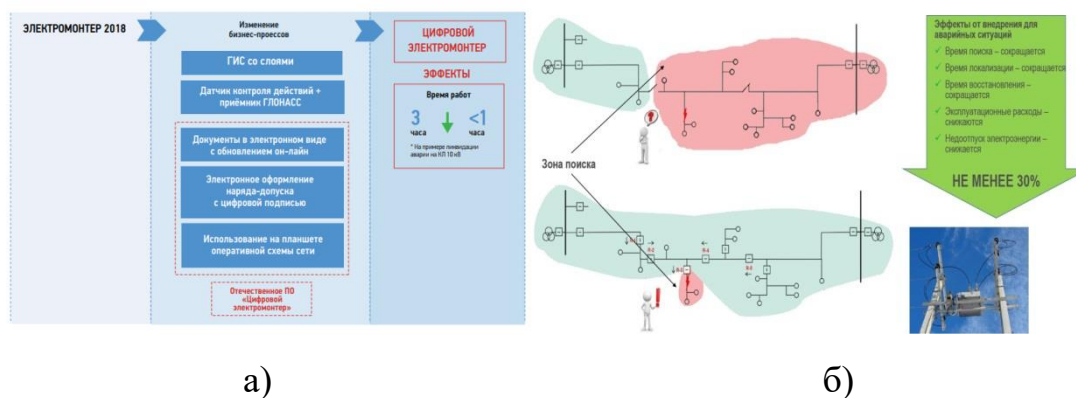 ЭЛЕКТРОМОНТЕР 2018
Изменение
бизнес-проессов
ГИС со слоями
Датчик контроля действий +
приёмник ГЛОНАСС
Документы в электронном виде
с обновлением он-лайн
Электронное оформление
наряда-допуска
с цифровой подписью
Использование на планшете
оперативной схемы сети
Отечественное ПО
«Цифровой
электромонтер»
ЦИФРОВОЙ
ЭЛЕКТРОМОНТЕР
ЭФФЕКТЫ
Время работ
3 <1
часа часа
* На примере ликвидации
аварии на КЛ 10 кВ
Зона поиска
Эффекты от внедрения для
аварийных ситуаций
Время поиска – сокращается
Время локализации – сокращается
Время восстановления –
сокращается
Эксплуатационные расходы –
снижаются
Недоотпуск электроэнергии –
снижается
НЕ МЕНЕЕ 30%
а)
б)